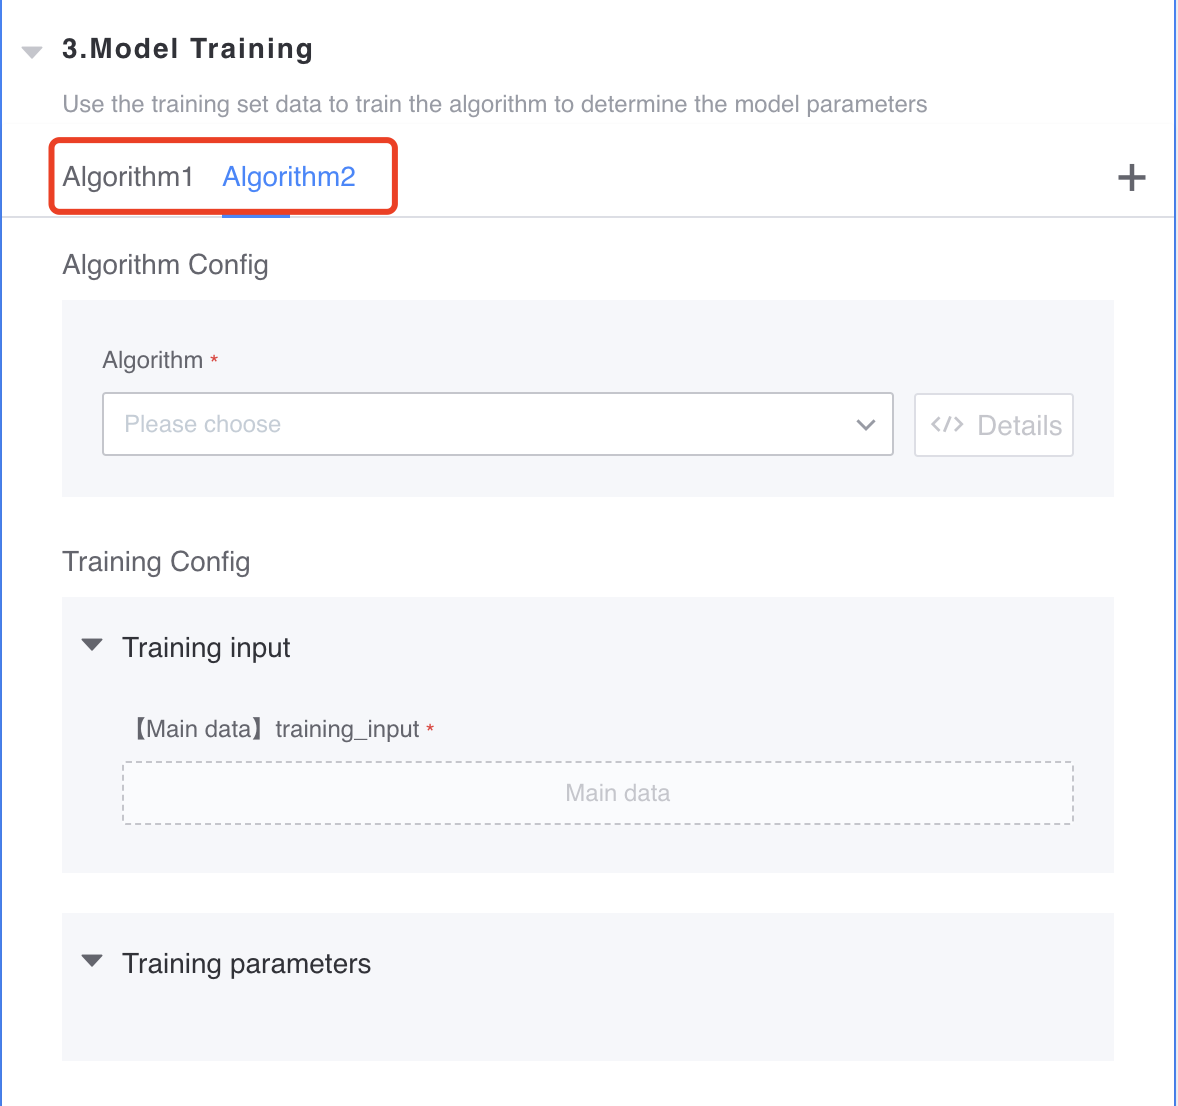 3.Model Training
Use the training set data to train the algorithm to determine the model parameters
Algorithm1 Algorithm2 +
Algorithm Config
Algorithm *
Please choose </> Details
Training Config
Training input
【Main data】training_input *
Main data
Training parameters